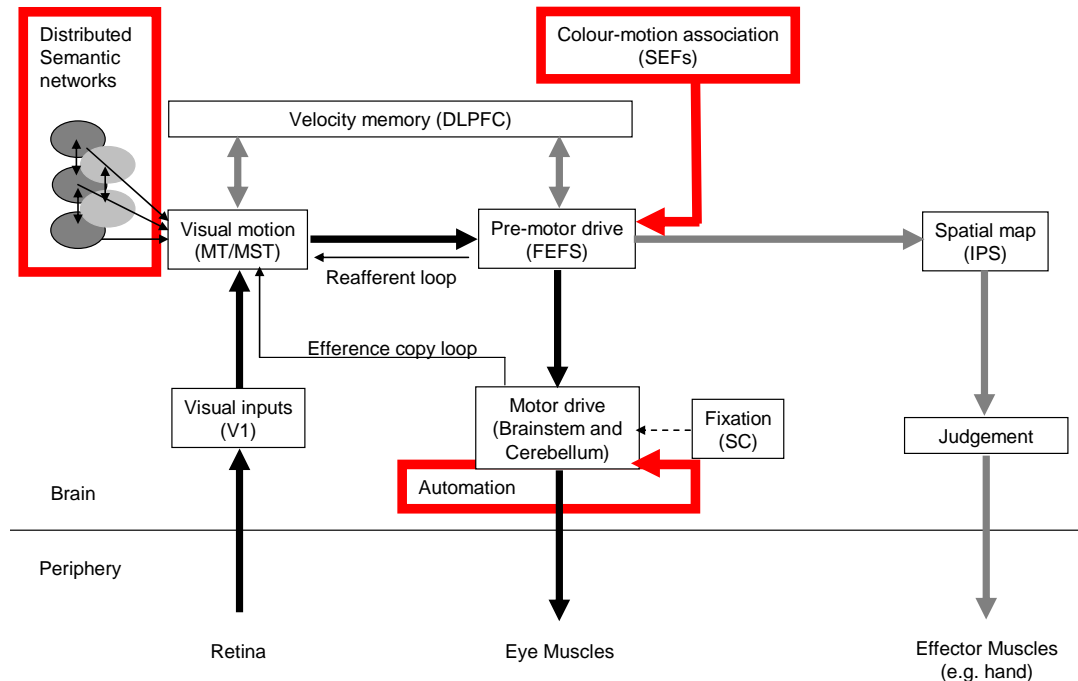 Distributed
Semantic
networks
Colour-motion association
(SEFs)
Velocity memory (DLPFC)
Visual motion
(MT/MST)
Pre-motor drive
(FEFS)
Spatial map
(IPS)
Reafferent loop
Efference copy loop
Visual inputs
(V1)
Motor drive
(Brainstem and
Cerebellum)
Fixation
(SC)
Judgement
Automation
Brain
Periphery
Retina
Eye Muscles
Effector Muscles
(e.g. hand)